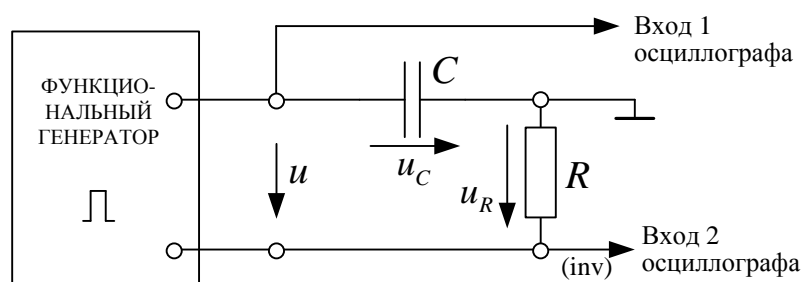 Вход 1
осциллографа
ФУНКЦИО-
НАЛЬНЫЙ
ГЕНЕРАТОР
C
u
u_C
u_R
R
Вход 2
(inv) осциллографа